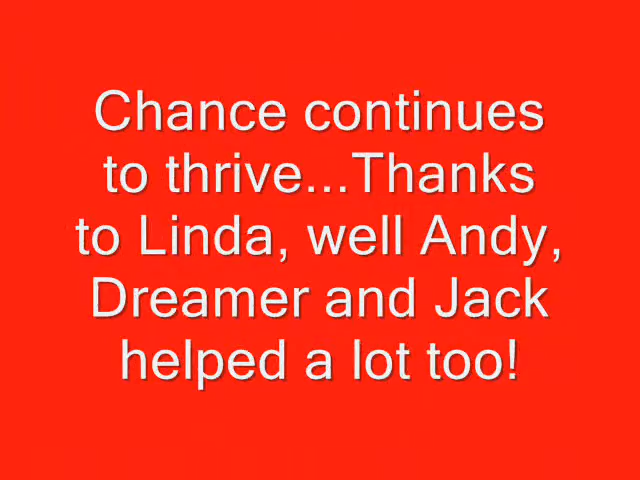 Chance continues
to thrive...Thanks
to Linda, well Andy,
Dreamer and Jack
helped a lot too!